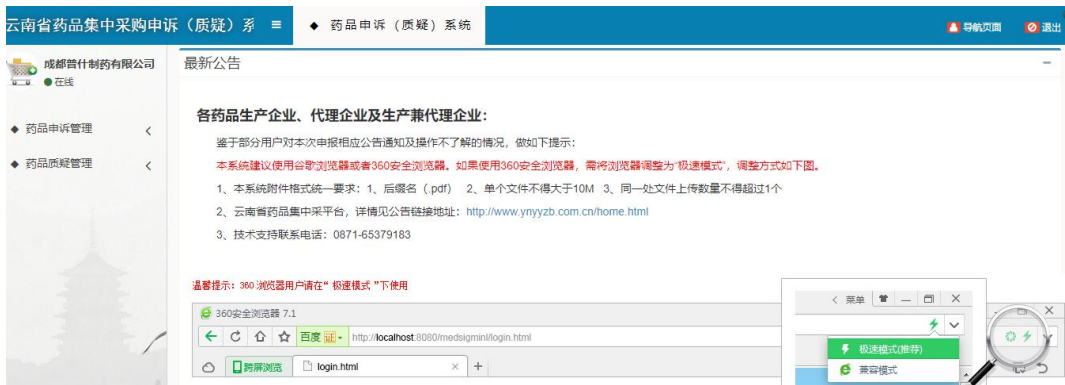 云南省药品集中采购申诉（质疑）系
◆ 药品申诉（质疑）系统
导航页面
退出
成都普什制药有限公司
在线
药品申诉管理
药品质疑管理
最新公告
各药品生产企业、代理企业及生产兼代理企业：
鉴于部分用户对本次申报相应公告通知及操作不了解的情况，做如下提示：
本系统建议使用谷歌浏览器或者360安全浏览器。如果使用360安全浏览器，需将浏览器调整为“极速模式”，调整方式如下图。
1、本系统附件格式统一要求：1、后缀名（.pdf） 2、单个文件不得大于10M 3、同一处文件上传数量不得超过1个
2、云南省药品集中采平台，详情见公告链接地址：http://www.ynyyzb.com.cn/home.html
3、技术支持联系电话：0871-65379183
温馨提示：360 浏览器用户请在“ 极速模式 ”下使用
360安全浏览器 7.1
百度 证 http://localhost:8080/medsigmini/login.html
跨屏浏览 login.html
菜单
极速模式(推荐)
兼容模式